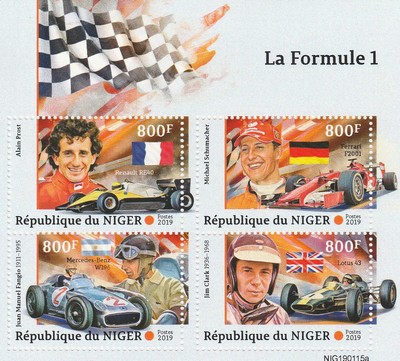 La Formule 1
Alain Prost
800F
Renault RE40
République du NIGER
Postes
2019
Michael Schumacher
800F
Ferrari
F2001
République du NIGER
Postes
2019
Juan Manuel Fangio 1911-1995
800F
Mercedes-Benz
W196
2
République du NIGER
Postes
2019
Jim Clark 1936-1968
800F
Lotus 43
République du NIGER
Postes
2019
NIG190115a